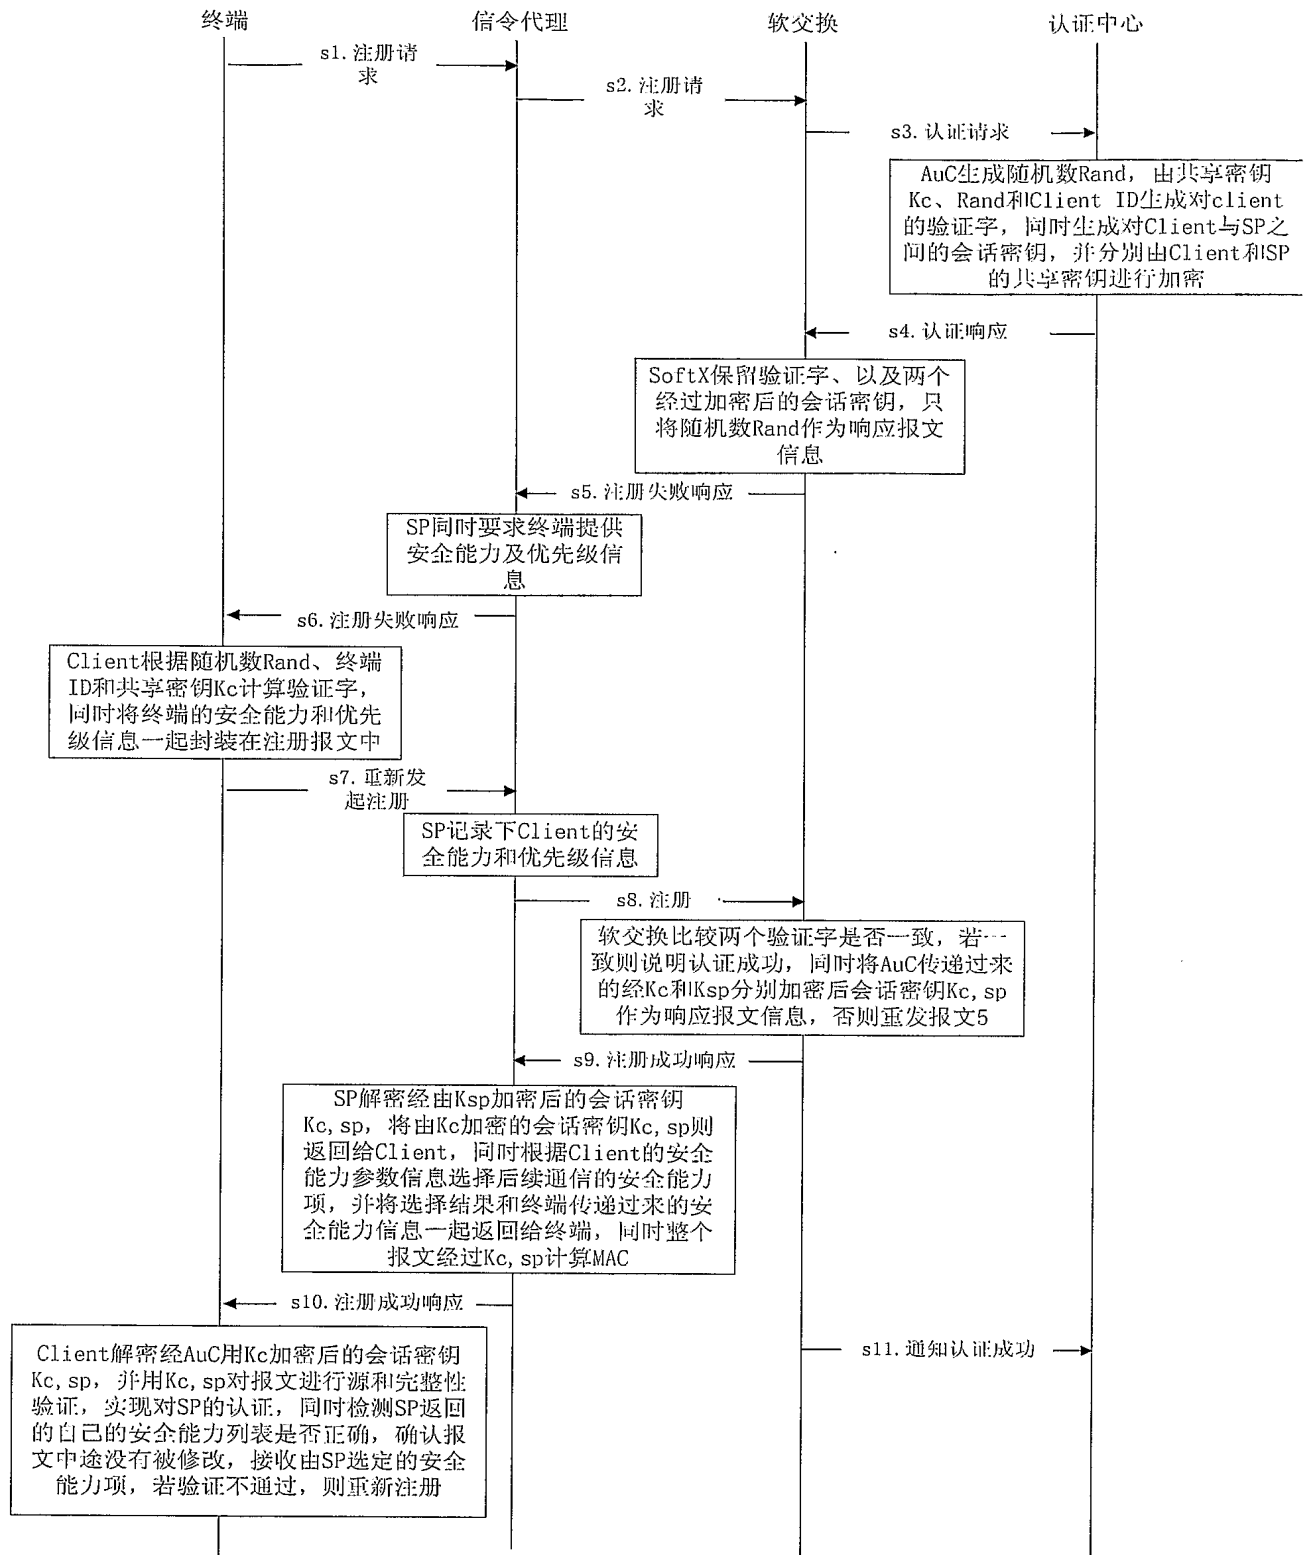 终端
信令代理
软交换
认证中心
s1.注册请
求
s2.注册请
求
s3.认证请求
AuC生成随机数Rand，由共享密钥
Kc、Rand和Client ID生成对client
的验证字，同时生成对Client与SP之
间的会话密钥，并分别由Client和SP
的共享密钥进行加密
s4.认证响应
SoftX保留验证字、以及两个
经过加密后的会话密钥，只
将随机数Rand作为响应报文
信息
s5.注册失败响应
SP同时要求终端提供
安全能力及优先级信
息
s6.注册失败响应
Client根据随机数Rand、终端
ID和共享密钥Kc计算验证字，
同时将终端的安全能力和优先
级信息一起封装在注册报文中
s7.重新发
起注册
SP记录下Client的安
全能力和优先级信息
s8.注册
软交换比较两个验证字是否一致，若一
致则说明认证成功，同时将AuC传递过来
的经Kc和Ksp分别加密后会话密钥Kc,sp
作为响应报文信息，否则重发报文5
s9.注册成功响应
SP解密经由Ksp加密后的会话密钥
Kc,sp，将由Kc加密的会话密钥Kc,sp则
返回给Client，同时根据Client的安全
能力参数信息选择后续通信的安全能力
项，并将选择结果和终端传递过来的安
全能力信息一起返回给终端，同时整个
报文经过Kc,sp计算MAC
s10.注册成功响应
s11.通知认证成功
Client解密经AuC用Kc加密后的会话密钥
Kc,sp，并用Kc,sp对报文进行源和完整性
验证，实现对SP的认证，同时检测SP返回
的自己的安全能力列表是否正确，确认报
文中途没有被修改，接收由SP选定的安全
能力项，若验证不通过，则重新注册